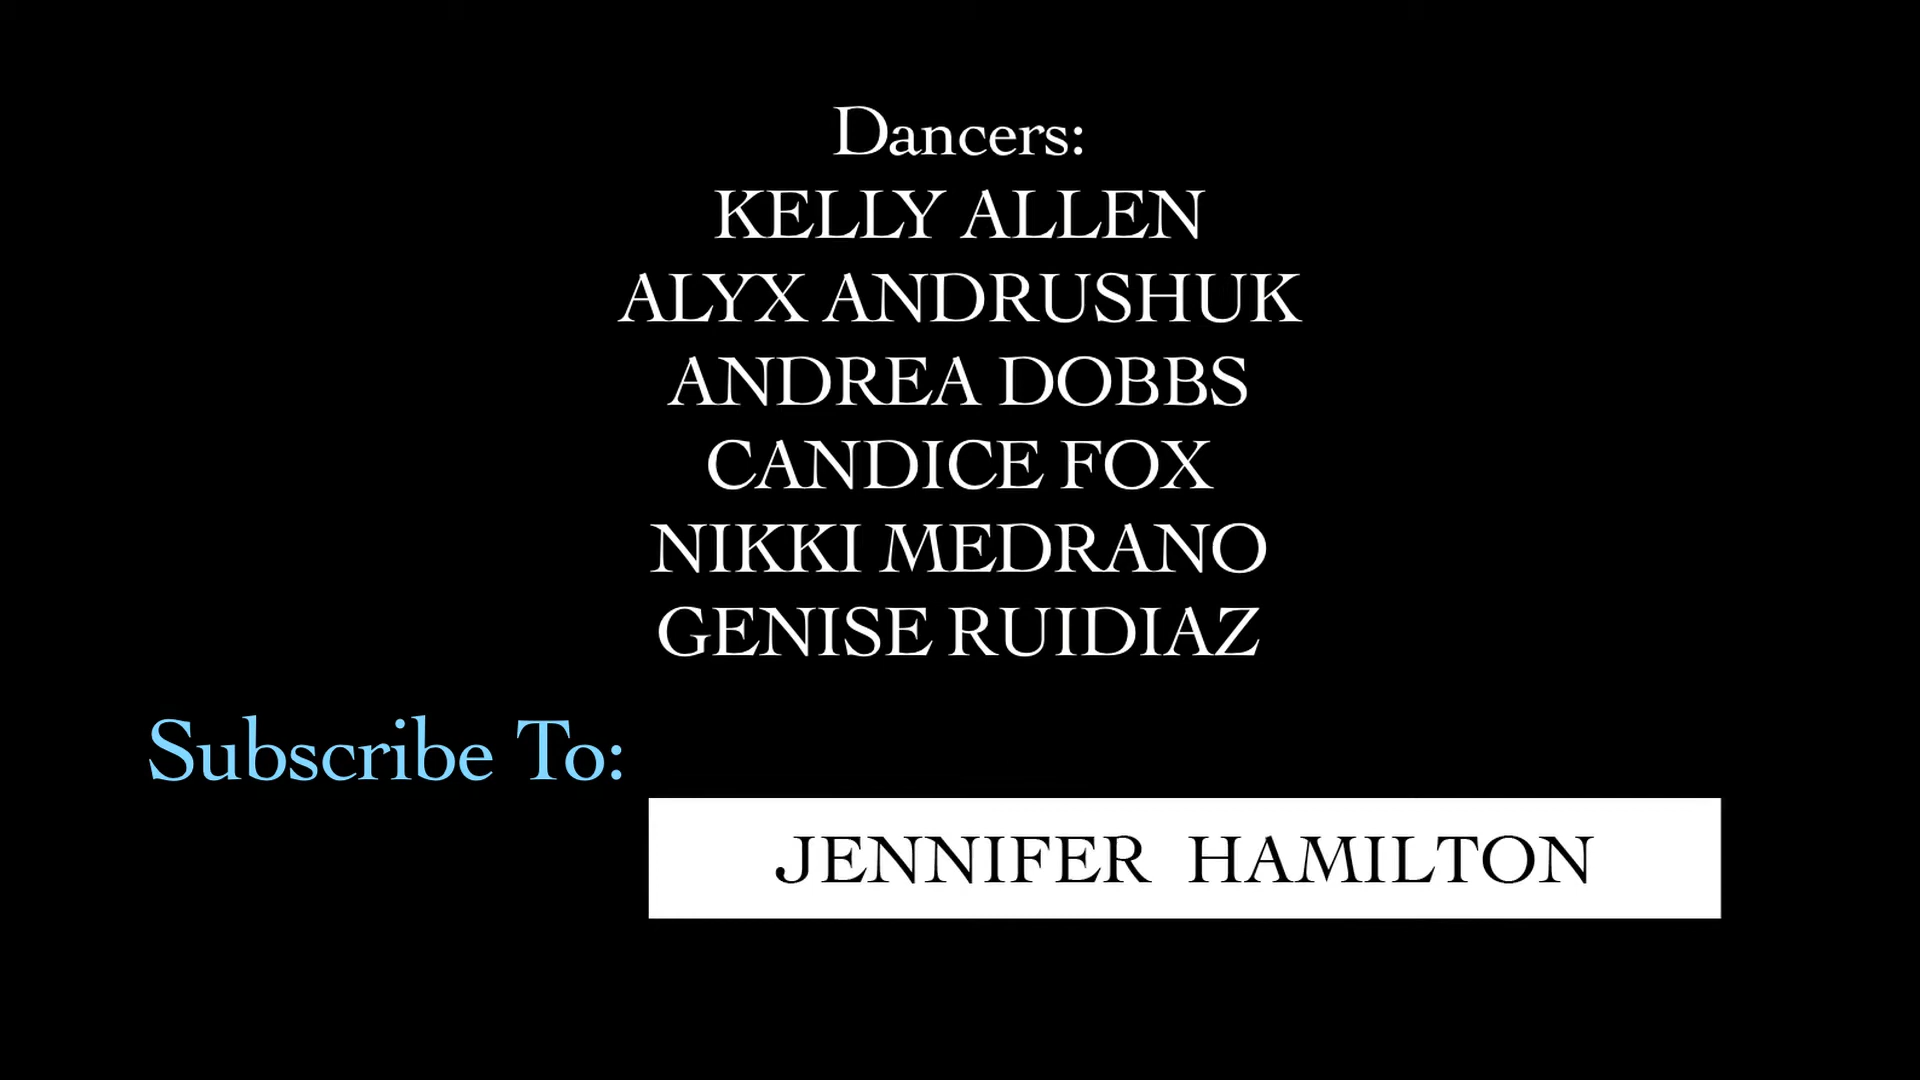 Dancers:
KELLY ALLEN
ALYX ANDRUSHUK
ANDREA DOBBS
CANDICE FOX
NIKKI MEDRANO
GENISE RUIDIAZ
Subscribe To:
JENNIFER HAMILTON